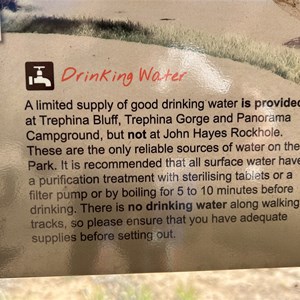 Drinking Water
A limited supply of good drinking water is provided
at Trephina Bluff, Trephina Gorge and Panorama
Campground, but not at John Hayes Rockhole.
These are the only reliable sources of water on the
Park. It is recommended that all surface water have
a purification treatment with sterilising tablets or a
filter pump or by boiling for 5 to 10 minutes before
drinking. There is no drinking water along walking
tracks, so please ensure that you have adequate
supplies before setting out.